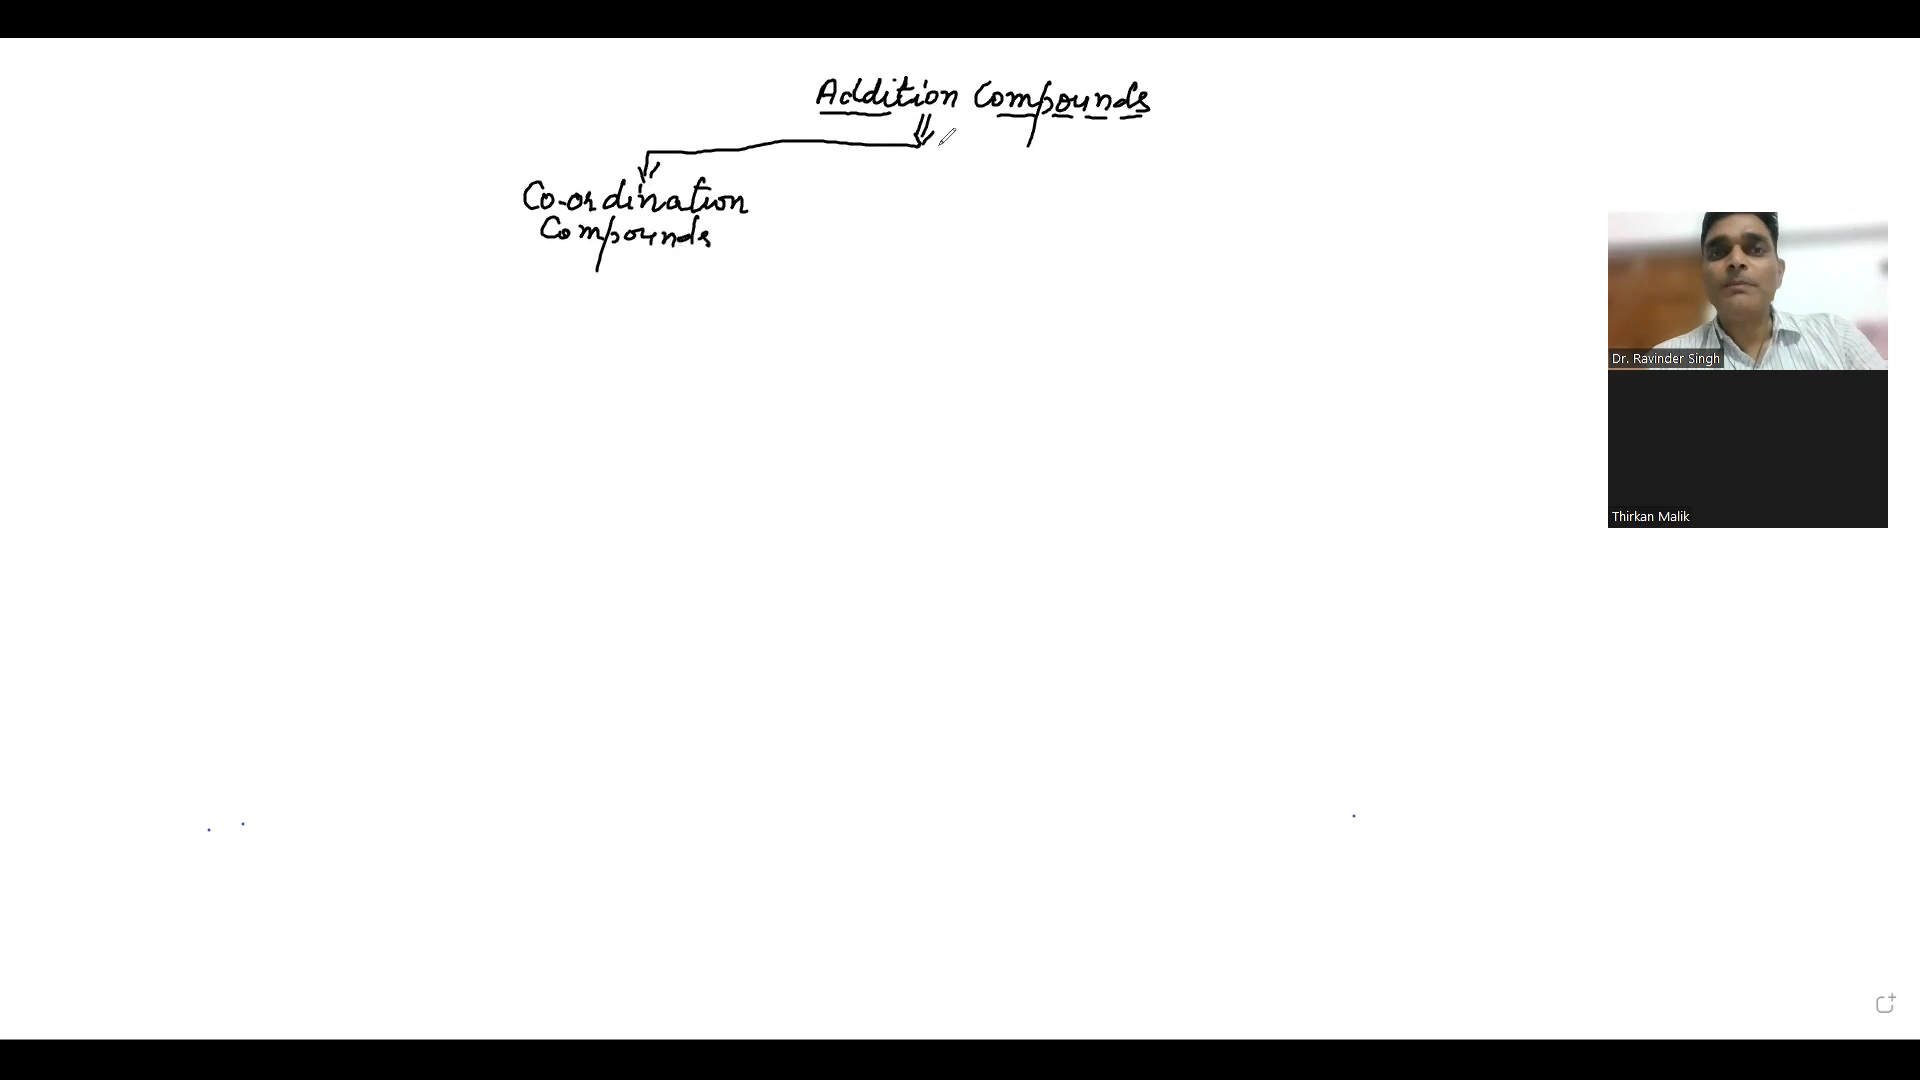 Addition Compounds
Co-ordination
Compounds
Dr. Ravinder Singh
Thirkan Malik